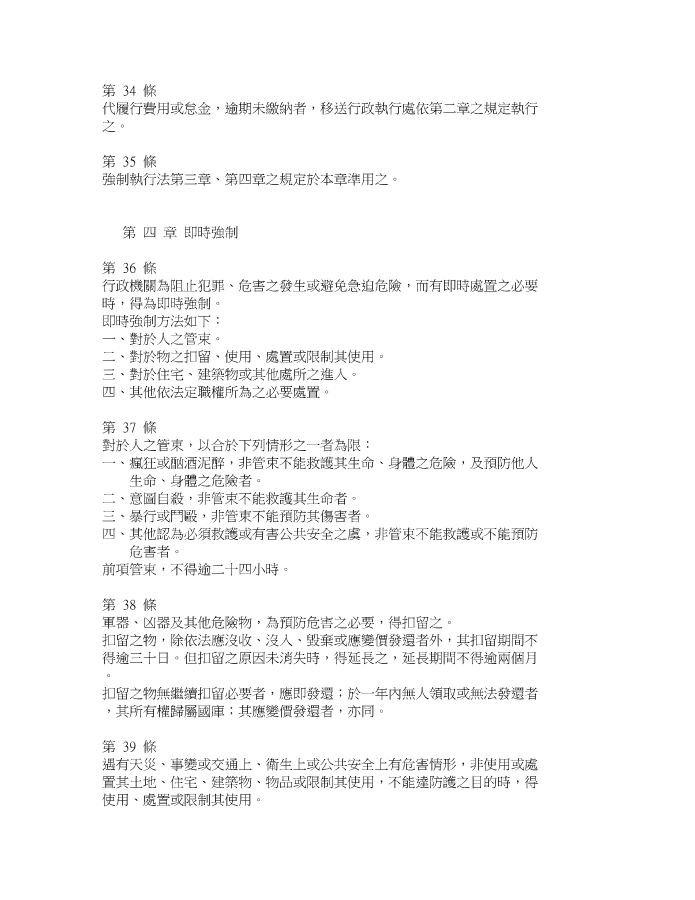 第 34 條
代履行費用或怠金，逾期未繳納者，移送行政執行處依第二章之規定執行
之。
第 35 條
強制執行法第三章、第四章之規定於本章準用之。
第 四 章 即時強制
第 36 條
行政機關為阻止犯罪、危害之發生或避免急迫危險，而有即時處置之必要
時，得為即時強制。
即時強制方法如下：
一、對於人之管束。
二、對於物之扣留、使用、處置或限制其使用。
三、對於住宅、建築物或其他處所之進入。
四、其他依法定職權所為之必要處置。
第 37 條
對於人之管束，以合於下列情形之一者為限：
一、瘋狂或酗酒泥醉，非管束不能救護其生命、身體之危險，及預防他人
生命、身體之危險者。
二、意圖自殺，非管束不能救護其生命者。
三、暴行或鬥毆，非管束不能預防其傷害者。
四、其他認為必須救護或有害公共安全之虞，非管束不能救護或不能預防
危害者。
前項管束，不得逾二十四小時。
第 38 條
軍器、凶器及其他危險物，為預防危害之必要，得扣留之。
扣留之物，除依法應沒收、沒入、毀棄或應變價發還者外，其扣留期間不
得逾三十日。但扣留之原因未消失時，得延長之，延長期間不得逾兩個月
。
扣留之物無繼續扣留必要者，應即發還；於一年內無人領取或無法發還者
，其所有權歸屬國庫；其應變價發還者，亦同。
第 39 條
遇有天災、事變或交通上、衛生上或公共安全上有危害情形，非使用或處
置其土地、住宅、建築物、物品或限制其使用，不能達防護之目的時，得
使用、處置或限制其使用。